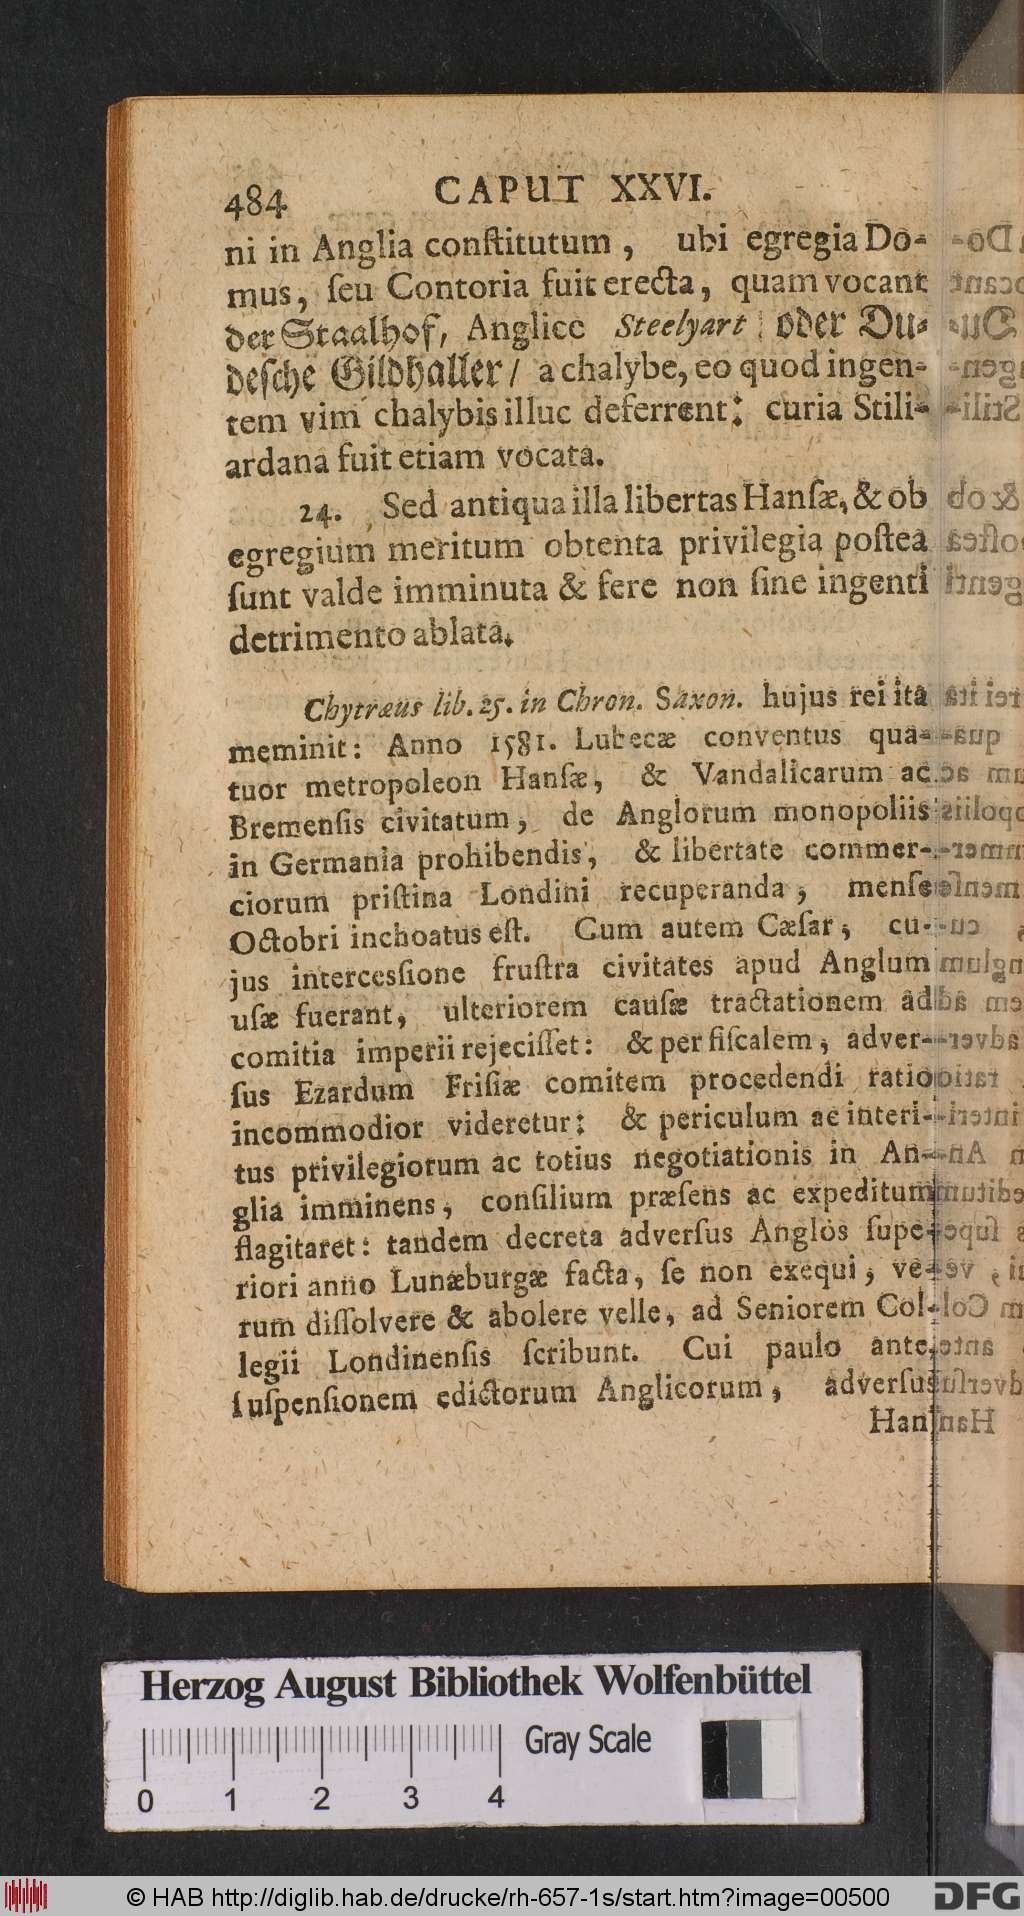 484 CAPUT XXVI.
ni in Anglia conſtitutum, ubi egregia Do-
mus, ſeu Contoria fuit erecta, quam vocant
der Staalhof, Anglice Steelyart oder Du-
deſche Gildhaller / a chalybe, eo quod ingen-
tem vim chalybis illuc deferrent: curia Stili-
ardana fuit etiam vocata.
24. Sed antiqua illa libertas Hanſæ, & ob
egregium meritum obtenta privilegia poſtea
ſunt valde imminuta & fere non ſine ingenti
detrimento ablata.
Chytræus lib. 25. in Chron. Saxon. hujus rei ita
meminit: Anno 1581. Lubecæ conventus qua-
tuor metropoleon Hanſæ, & Vandalicarum ac
Bremenſis civitatum, de Anglorum monopoliis
in Germania prohibendis, & libertate commer-
ciorum priſtina Londini recuperanda, menſe
Octobri inchoatus eſt. Cum autem Cæſar, cu-
jus interceſſione fruſtra civitates apud Anglum
uſæ fuerant, ulteriorem cauſæ tractationem ad
comitia imperii rejeciſſet: & per fiſcalem, adver-
ſus Ezardum Friſiæ comitem procedendi ratio
incommodior videretur: & periculum ac interi-
tus privilegiorum ac totius negotiationis in An-
glia imminens, conſilium præſens ac expeditum
flagitaret: tandem decreta adverſus Anglos ſupe-
riori anno Lunæburgæ facta, ſe non exequi, ve-
rum diſſolvere & abolere velle, ad Seniorem Col-
legii Londinenſis ſcribunt. Cui paulo ante,
ſuſpenſionem edictorum Anglicorum, adverſus
Han
Herzog August Bibliothek Wolfenbüttel
Gray Scale
0 1 2 3 4
© HAB http://diglib.hab.de/drucke/rh-657-1s/start.htm?image=00500 DFG